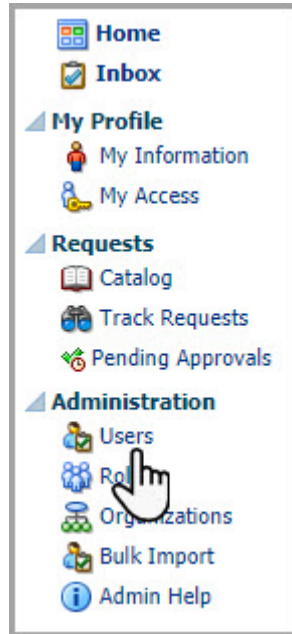 Home
Inbox
My Profile
My Information
My Access
Requests
Catalog
Track Requests
Pending Approvals
Administration
Users
Organizations
Bulk Import
Admin Help